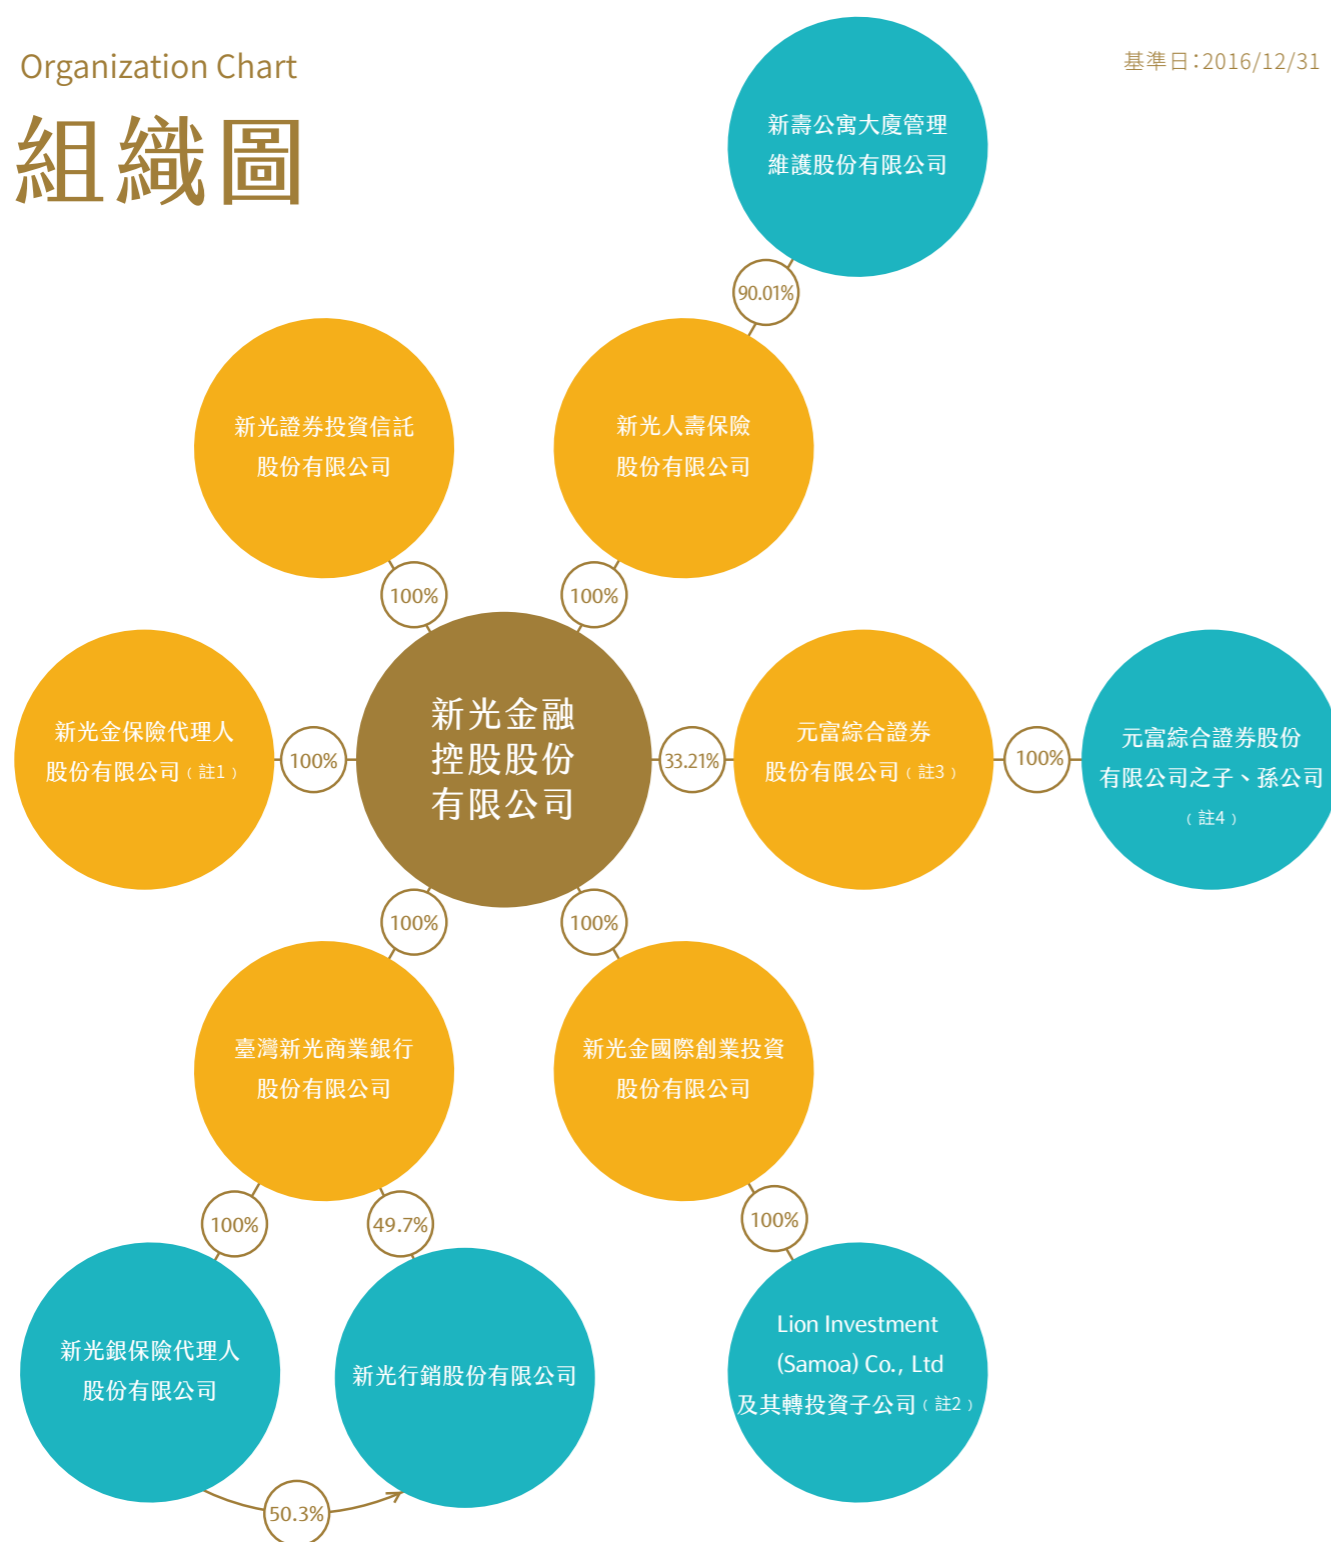 Organization Chart
組織圖
基準日:2016/12/31
新壽公寓大廈管理
維護股份有限公司
90.01%
新光證券投資信託
股份有限公司
新光人壽保險
股份有限公司
100%
100%
新光金保險代理人
股份有限公司(註1)
100%
新光金融
控股股份
有限公司
33.21%
元富綜合證券
股份有限公司(註3)
100%
元富綜合證券股份
有限公司之子、孫公司
(註4)
100%
100%
臺灣新光商業銀行
股份有限公司
新光金國際創業投資
股份有限公司
100%
49.7%
100%
新光銀保險代理人
股份有限公司
新光行銷股份有限公司
Lion Investment
(Samoa) Co., Ltd
及其轉投資子公司(註2)
50.3%